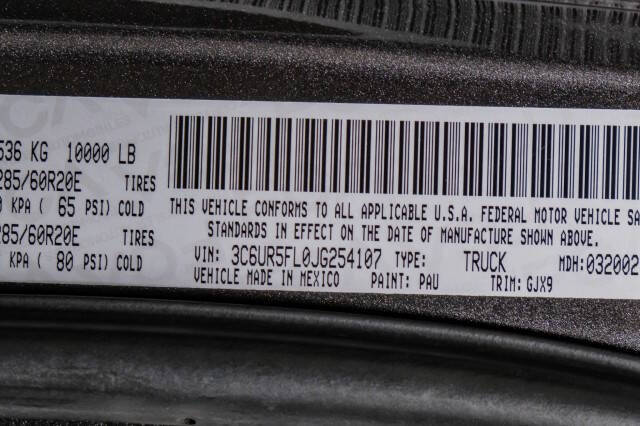 536 KG 10000 LB
285/60R20E TIRES
KPA ( 65 PSI) COLD
285/60R20E TIRES
KPA ( 80 PSI) COLD
THIS VEHICLE CONFORMS TO ALL APPLICABLE U.S.A. FEDERAL MOTOR VEHICLE SA
STANDARDS IN EFFECT ON THE DATE OF MANUFACTURE SHOWN ABOVE.
VIN: 3C6UR5FL0JG254107 TYPE: TRUCK MDH:032002
VEHICLE MADE IN MEXICO PAINT: PAU TRIM: GJX9